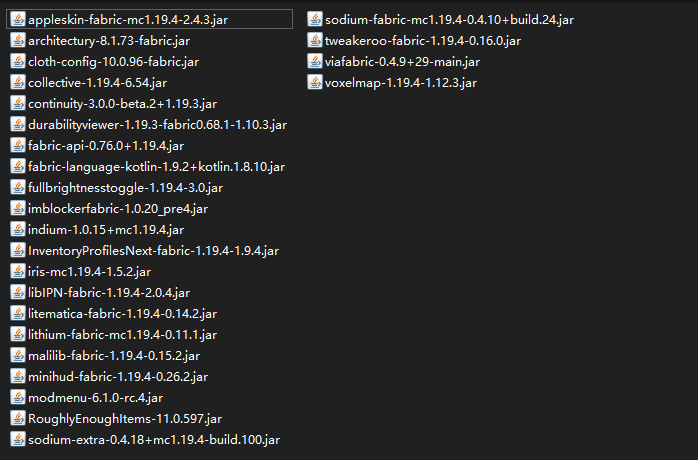 appleskin-fabric-mc1.19.4-2.4.3.jar
architectury-8.1.73-fabric.jar
cloth-config-10.0.96-fabric.jar
collective-1.19.4-6.54.jar
continuity-3.0.0-beta.2+1.19.3.jar
durabilityviewer-1.19.3-fabric0.68.1-1.10.3.jar
fabric-api-0.76.0+1.19.4.jar
fabric-language-kotlin-1.9.2+kotlin.1.8.10.jar
fullbrightnesstoggle-1.19.4-3.0.jar
imblockerfabric-1.0.20_pre4.jar
indium-1.0.15+mc1.19.4.jar
InventoryProfilesNext-fabric-1.19.4-1.9.4.jar
iris-mc1.19.4-1.5.2.jar
libIPN-fabric-1.19.4-2.0.4.jar
litematica-fabric-1.19.4-0.14.2.jar
lithium-fabric-mc1.19.4-0.11.1.jar
malilib-fabric-1.19.4-0.15.2.jar
minihud-fabric-1.19.4-0.26.2.jar
modmenu-6.1.0-rc.4.jar
RoughlyEnoughItems-11.0.597.jar
sodium-extra-0.4.18+mc1.19.4-build.100.jar
sodium-fabric-mc1.19.4-0.4.10+build.24.jar
tweakeroo-fabric-1.19.4-0.16.0.jar
viafabric-0.4.9+29-main.jar
voxelmap-1.19.4-1.12.3.jar